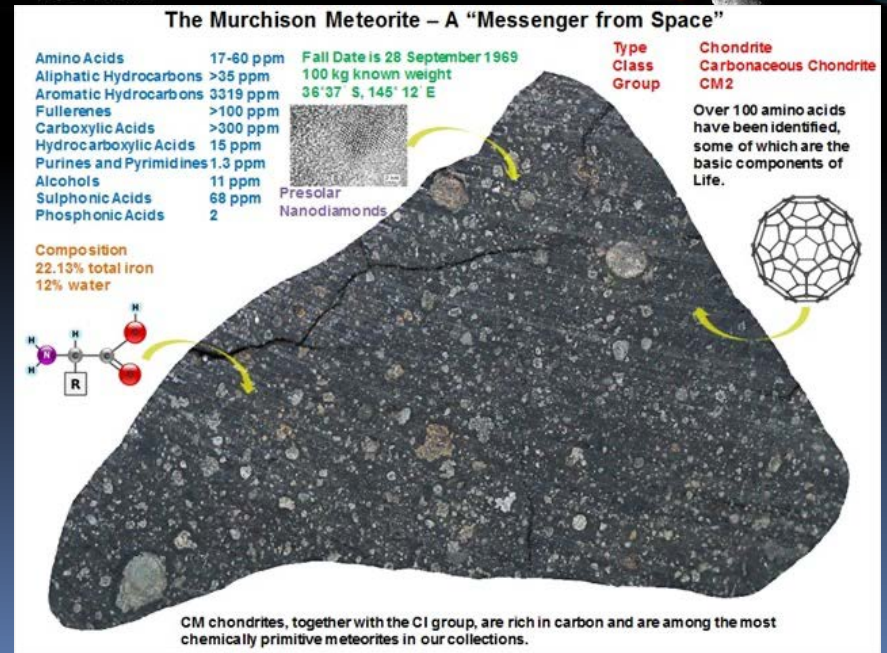 The Murchison Meteorite – A “Messenger from Space”
Amino Acids 17-60 ppm
Aliphatic Hydrocarbons >35 ppm
Aromatic Hydrocarbons 3319 ppm
Fullerenes >100 ppm
Carboxylic Acids >300 ppm
Hydrocarboxylic Acids 15 ppm
Purines and Pyrimidines 1.3 ppm
Alcohols 11 ppm
Sulphonic Acids 68 ppm
Phosphonic Acids 2
Fall Date is 28 September 1969
100 kg known weight
36°37' S, 145° 12' E
Presolar
Nanodiamonds
Type Chondrite
Class Carbonaceous Chondrite
Group CM2
Over 100 amino acids
have been identified,
some of which are the
basic components of
Life.
Composition
22.13% total iron
12% water
H
H
H
N
C
C
H
R
CM chondrites, together with the CI group, are rich in carbon and are among the most
chemically primitive meteorites in our collections.